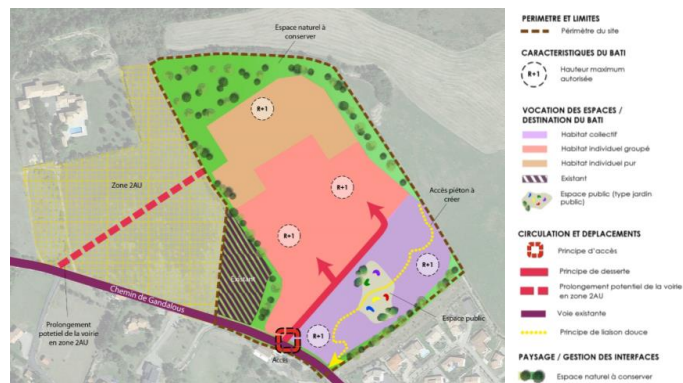 Espace naturel à
conserver
R+1
Zone 2AU
R+1
Accès piéton à
créer
R+1
R+1
Existant
Chemin de Gandalous
Espace public
Prolongement
potetiel de la voirie
en zone 2AU
R+1
Accès
PERIMETRE ET LIMITES
Périmètre du site
CARACTERISTIQUES DU BATI
R+1
Hauteur maximum
autorisée
VOCATION DES ESPACES /
DESTINATION DU BATI
Habitat collectif
Habitat individuel groupé
Habitat individuel pur
Existant
Espace public (type jardin
public)
CIRCULATION ET DEPLACEMENTS
Principe d'accès
Principe de desserte
Prolongement potentiel de la voirie
en zone 2AU
Voie existante
Principe de liaison douce
PAYSAGE / GESTION DES INTERFACES
Espace naturel à conserver